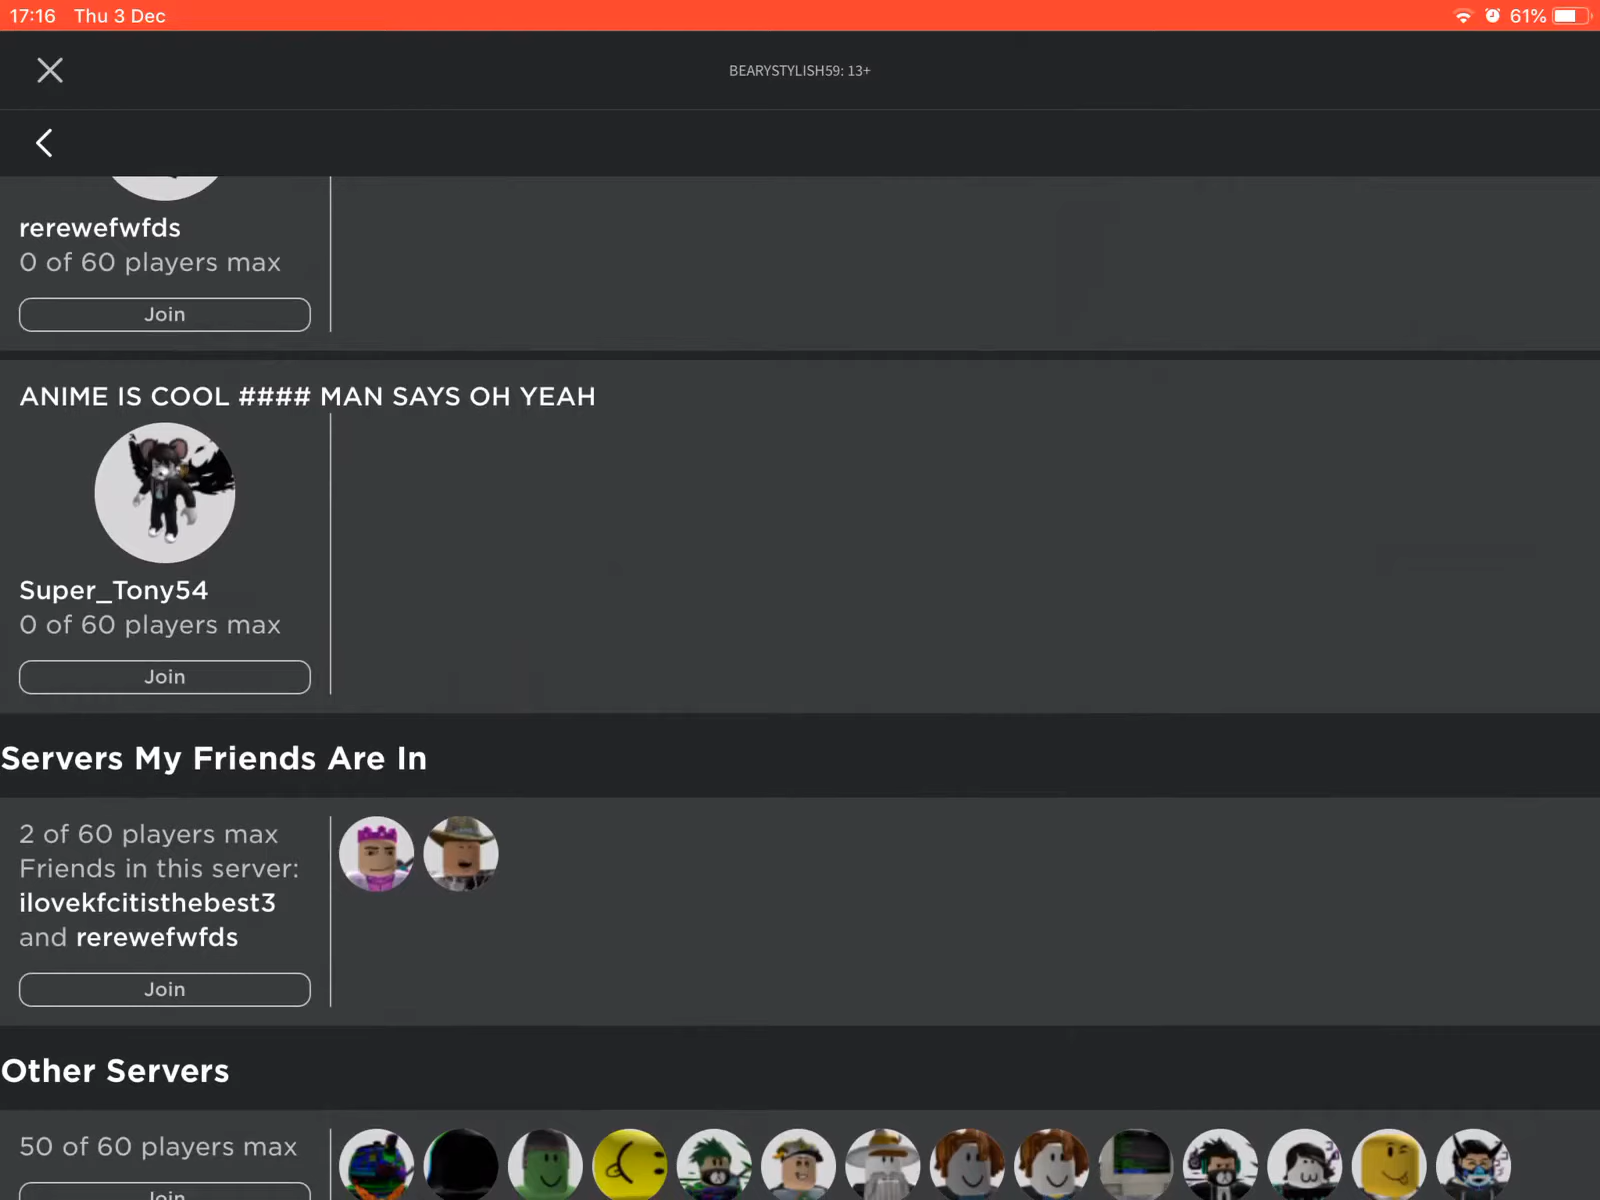 17:16 Thu 3 Dec 61%
BEARYSTYLISH59: 13+
rerewefwfds
0 of 60 players max
Join
ANIME IS COOL #### MAN SAYS OH YEAH
Super_Tony54
0 of 60 players max
Join
Servers My Friends Are In
2 of 60 players max
Friends in this server:
ilovekfcitisthebest3
and rerewefwfds
Join
Other Servers
50 of 60 players max
Join